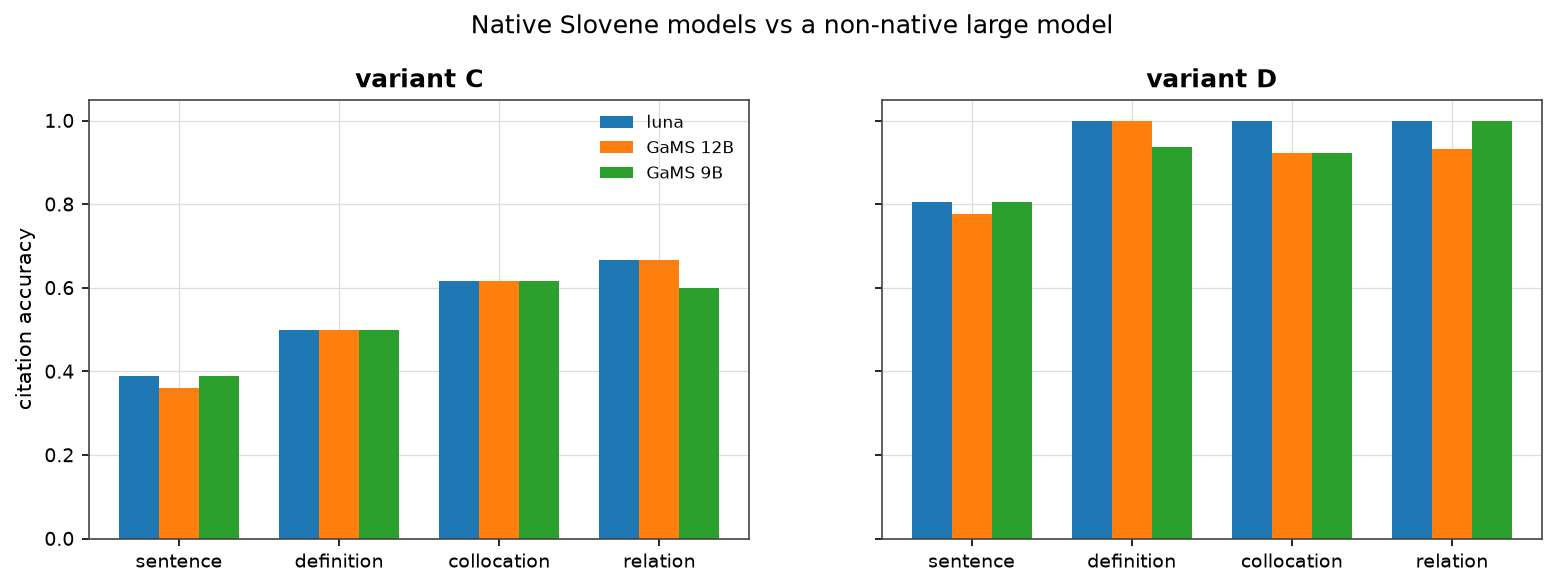 Native Slovene models vs a non-native large model
variant C
variant D
citation accuracy
1.0
0.8
0.6
0.4
0.2
0.0
luna
GaMS 12B
GaMS 9B
sentence definition collocation relation
sentence definition collocation relation